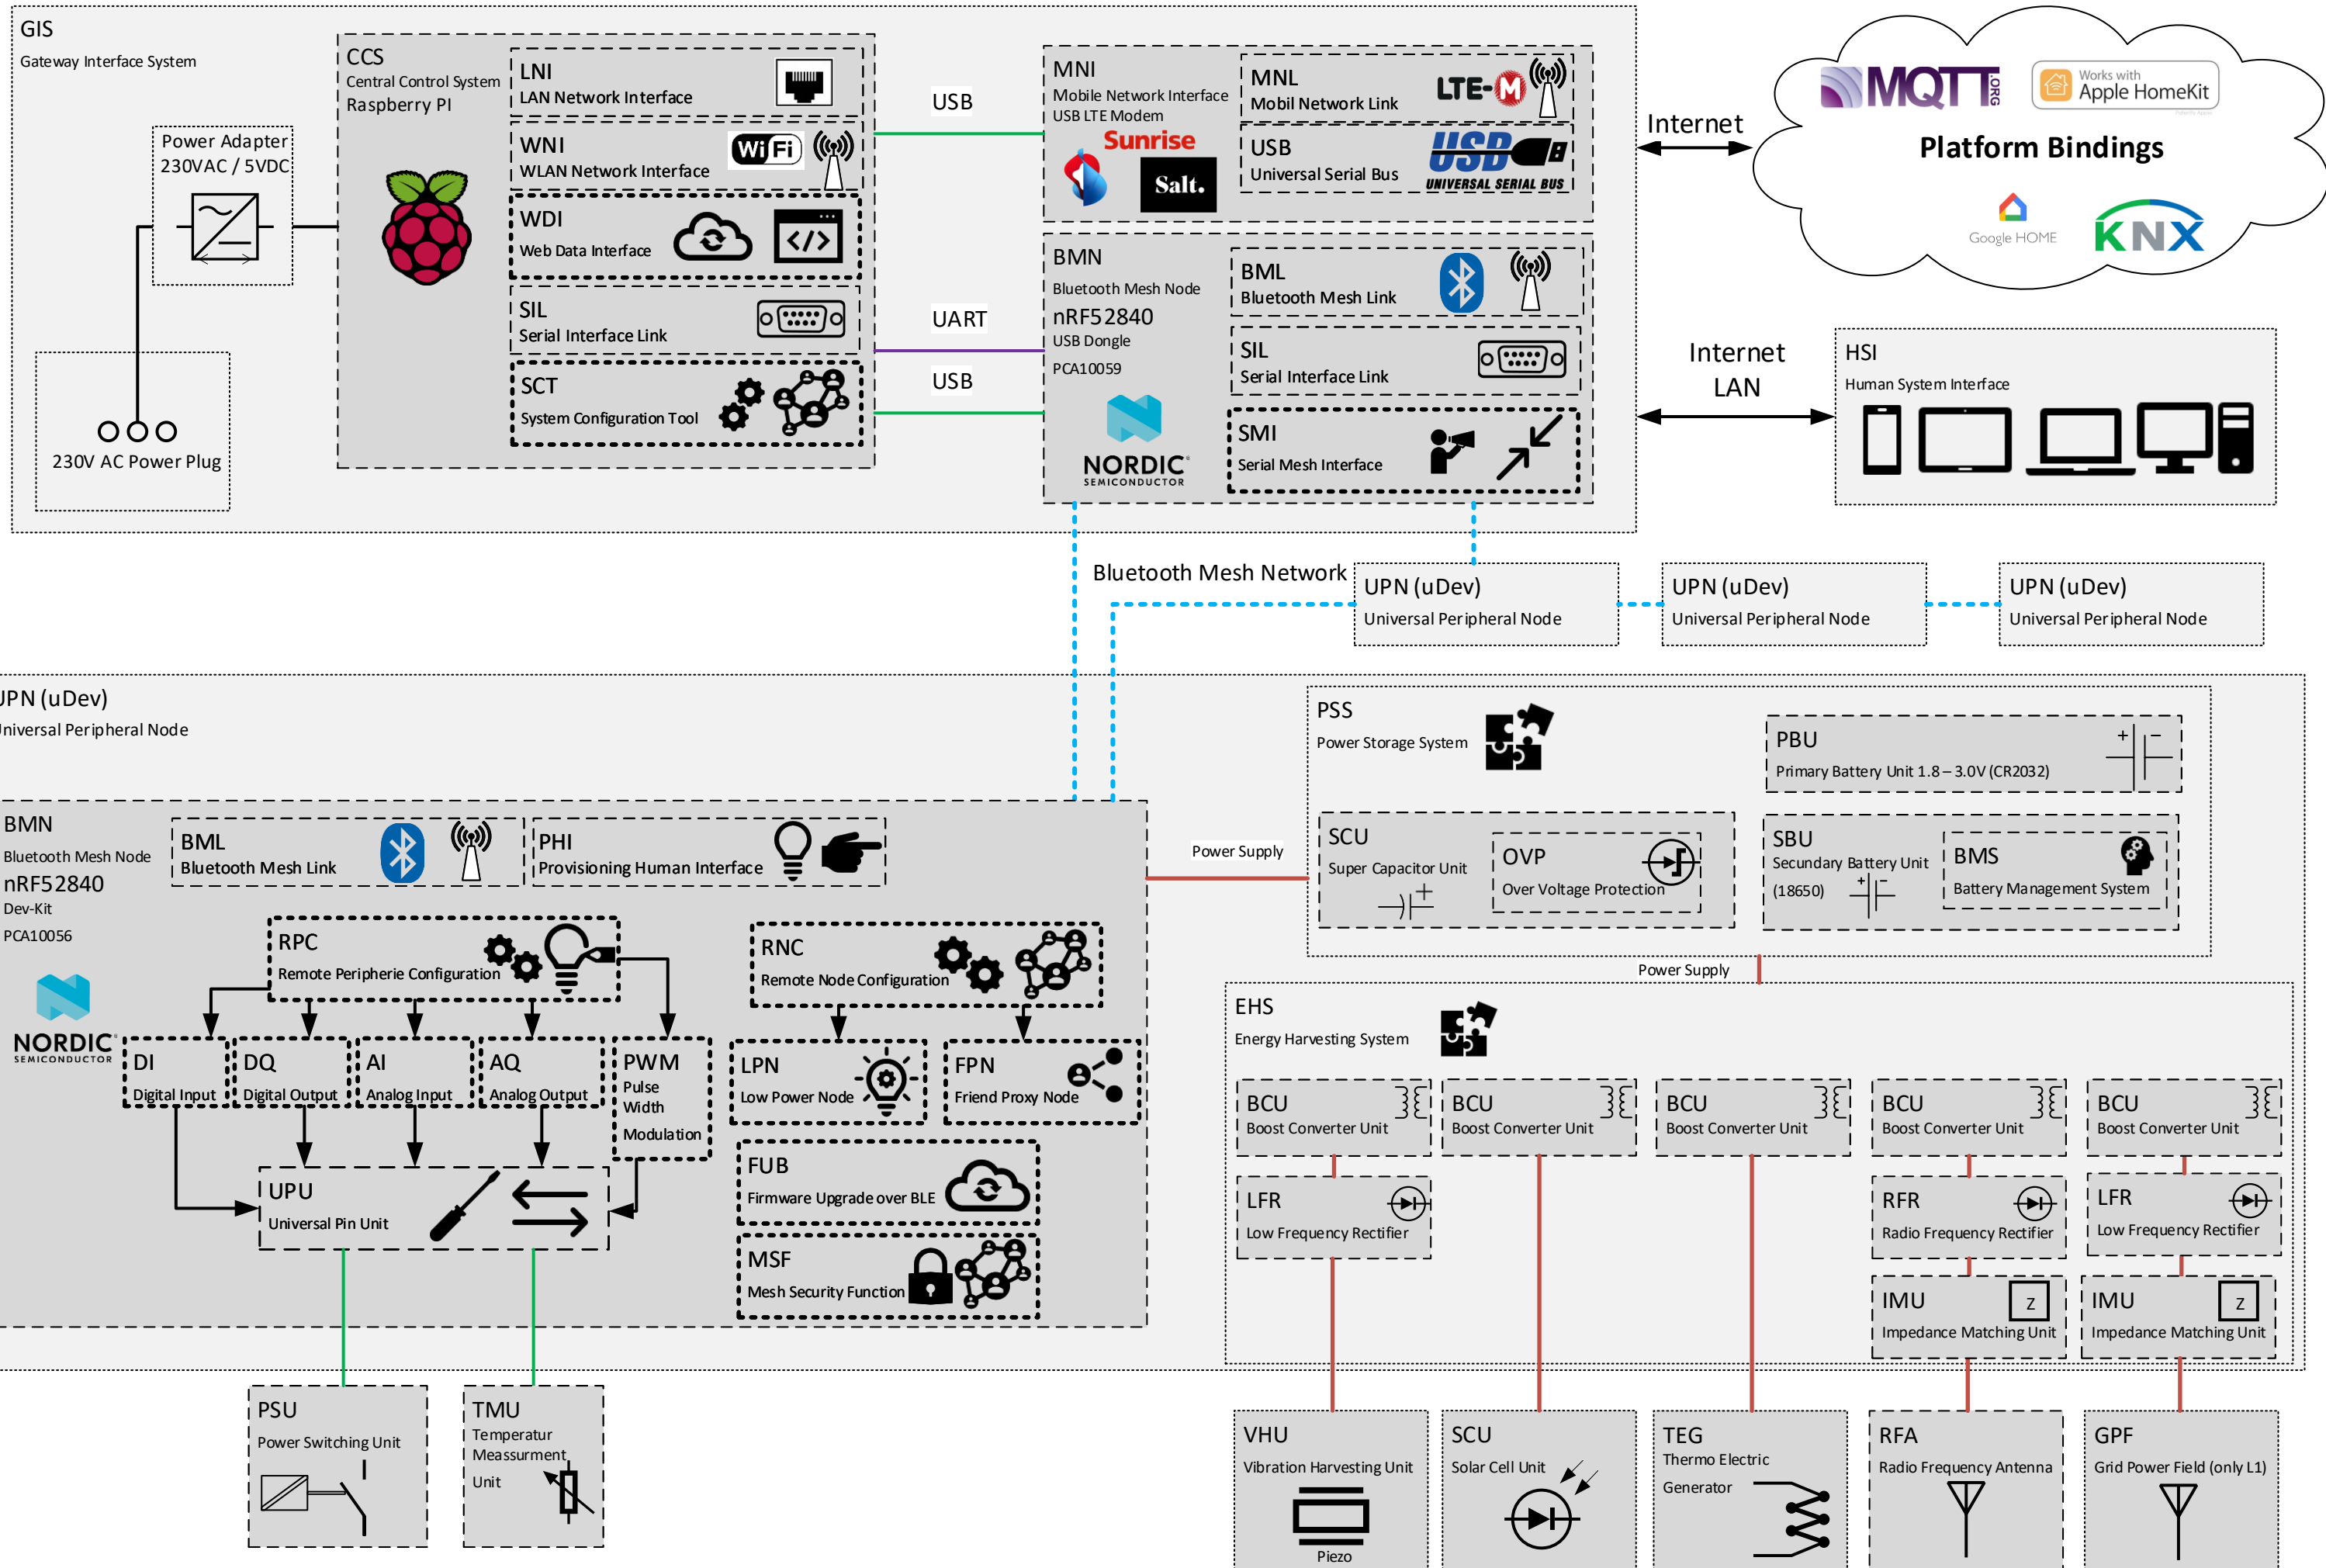 GIS
Gateway Interface System
Power Adapter
230VAC / 5VDC
230V AC Power Plug
CCS
Central Control System
Raspberry PI
LNI
LAN Network Interface
WNI
WLAN Network Interface
WiFi
WDI
Web Data Interface
SIL
Serial Interface Link
SCT
System Configuration Tool
USB
UART
USB
MNI
Mobile Network Interface
USB LTE Modem
Sunrise
Salt.
MNL
Mobil Network Link
LTE-M
USB
Universal Serial Bus
USB
UNIVERSAL SERIAL BUS
BMN
Bluetooth Mesh Node
nRF52840
USB Dongle
PCA10059
NORDIC
SEMICONDUCTOR
BML
Bluetooth Mesh Link
SIL
Serial Interface Link
SMI
Serial Mesh Interface
Internet
MQTT.ORG
Works with
Apple HomeKit
Platform Bindings
Google HOME
KNX
Internet
LAN
HSI
Human System Interface
Bluetooth Mesh Network
UPN (uDev)
Universal Peripheral Node
UPN (uDev)
Universal Peripheral Node
UPN (uDev)
Universal Peripheral Node
UPN (uDev)
Universal Peripheral Node
BMN
Bluetooth Mesh Node
nRF52840
Dev-Kit
PCA10056
NORDIC
SEMICONDUCTOR
BML
Bluetooth Mesh Link
PHI
Provisioning Human Interface
RPC
Remote Peripherie Configuration
RNC
Remote Node Configuration
DI
Digital Input
DQ
Digital Output
AI
Analog Input
AQ
Analog Output
PWM
Pulse
Width
Modulation
LPN
Low Power Node
FPN
Friend Proxy Node
UPU
Universal Pin Unit
FUB
Firmware Upgrade over BLE
MSF
Mesh Security Function
PSU
Power Switching Unit
TMU
Temperatur
Meassurment
Unit
Power Supply
PSS
Power Storage System
PBU
Primary Battery Unit 1.8 – 3.0V (CR2032)
+ −
SCU
Super Capacitor Unit
+
OVP
Over Voltage Protection
SBU
Secundary Battery Unit
(18650)
+ −
BMS
Battery Management System
Power Supply
EHS
Energy Harvesting System
BCU
Boost Converter Unit
BCU
Boost Converter Unit
BCU
Boost Converter Unit
BCU
Boost Converter Unit
BCU
Boost Converter Unit
LFR
Low Frequency Rectifier
RFR
Radio Frequency Rectifier
LFR
Low Frequency Rectifier
IMU
Impedance Matching Unit
Z
IMU
Impedance Matching Unit
Z
VHU
Vibration Harvesting Unit
Piezo
SCU
Solar Cell Unit
TEG
Thermo Electric
Generator
RFA
Radio Frequency Antenna
GPF
Grid Power Field (only L1)